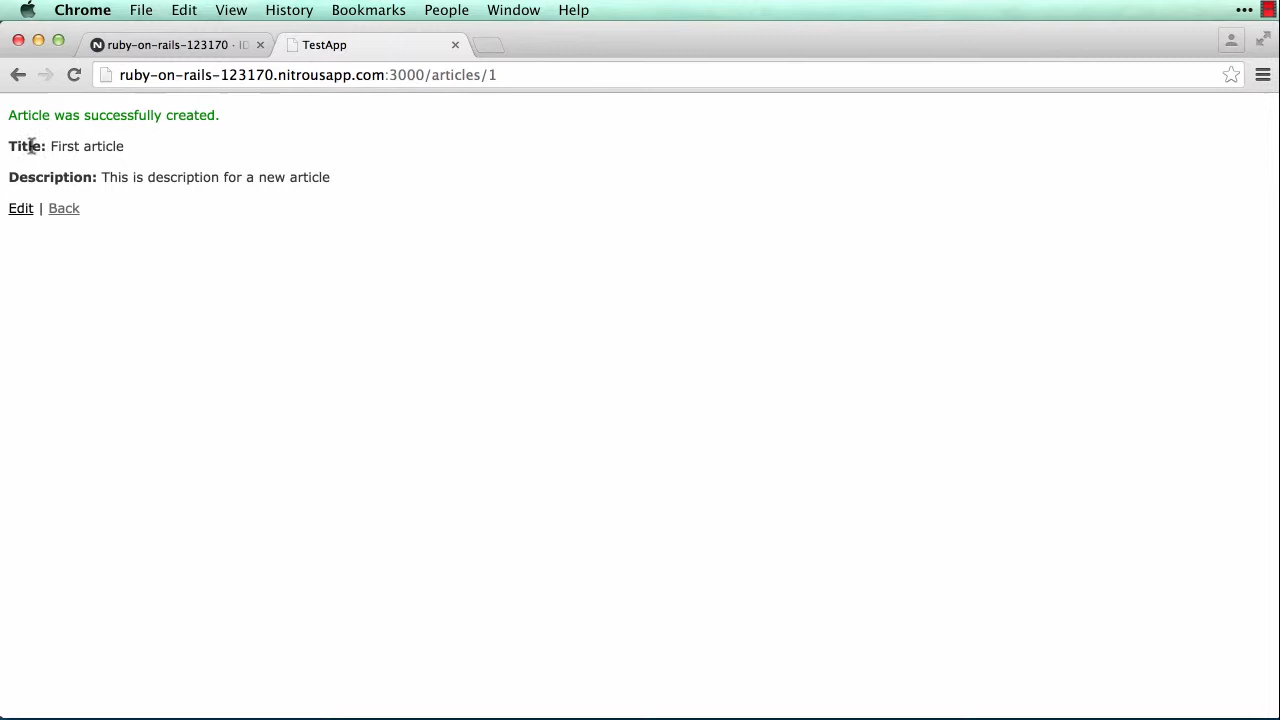 Chrome File Edit View History Bookmarks People Window Help
ruby-on-rails-123170 · ID TestApp
ruby-on-rails-123170.nitrousapp.com:3000/articles/1
Article was successfully created.
Title: First article
Description: This is description for a new article
Edit | Back